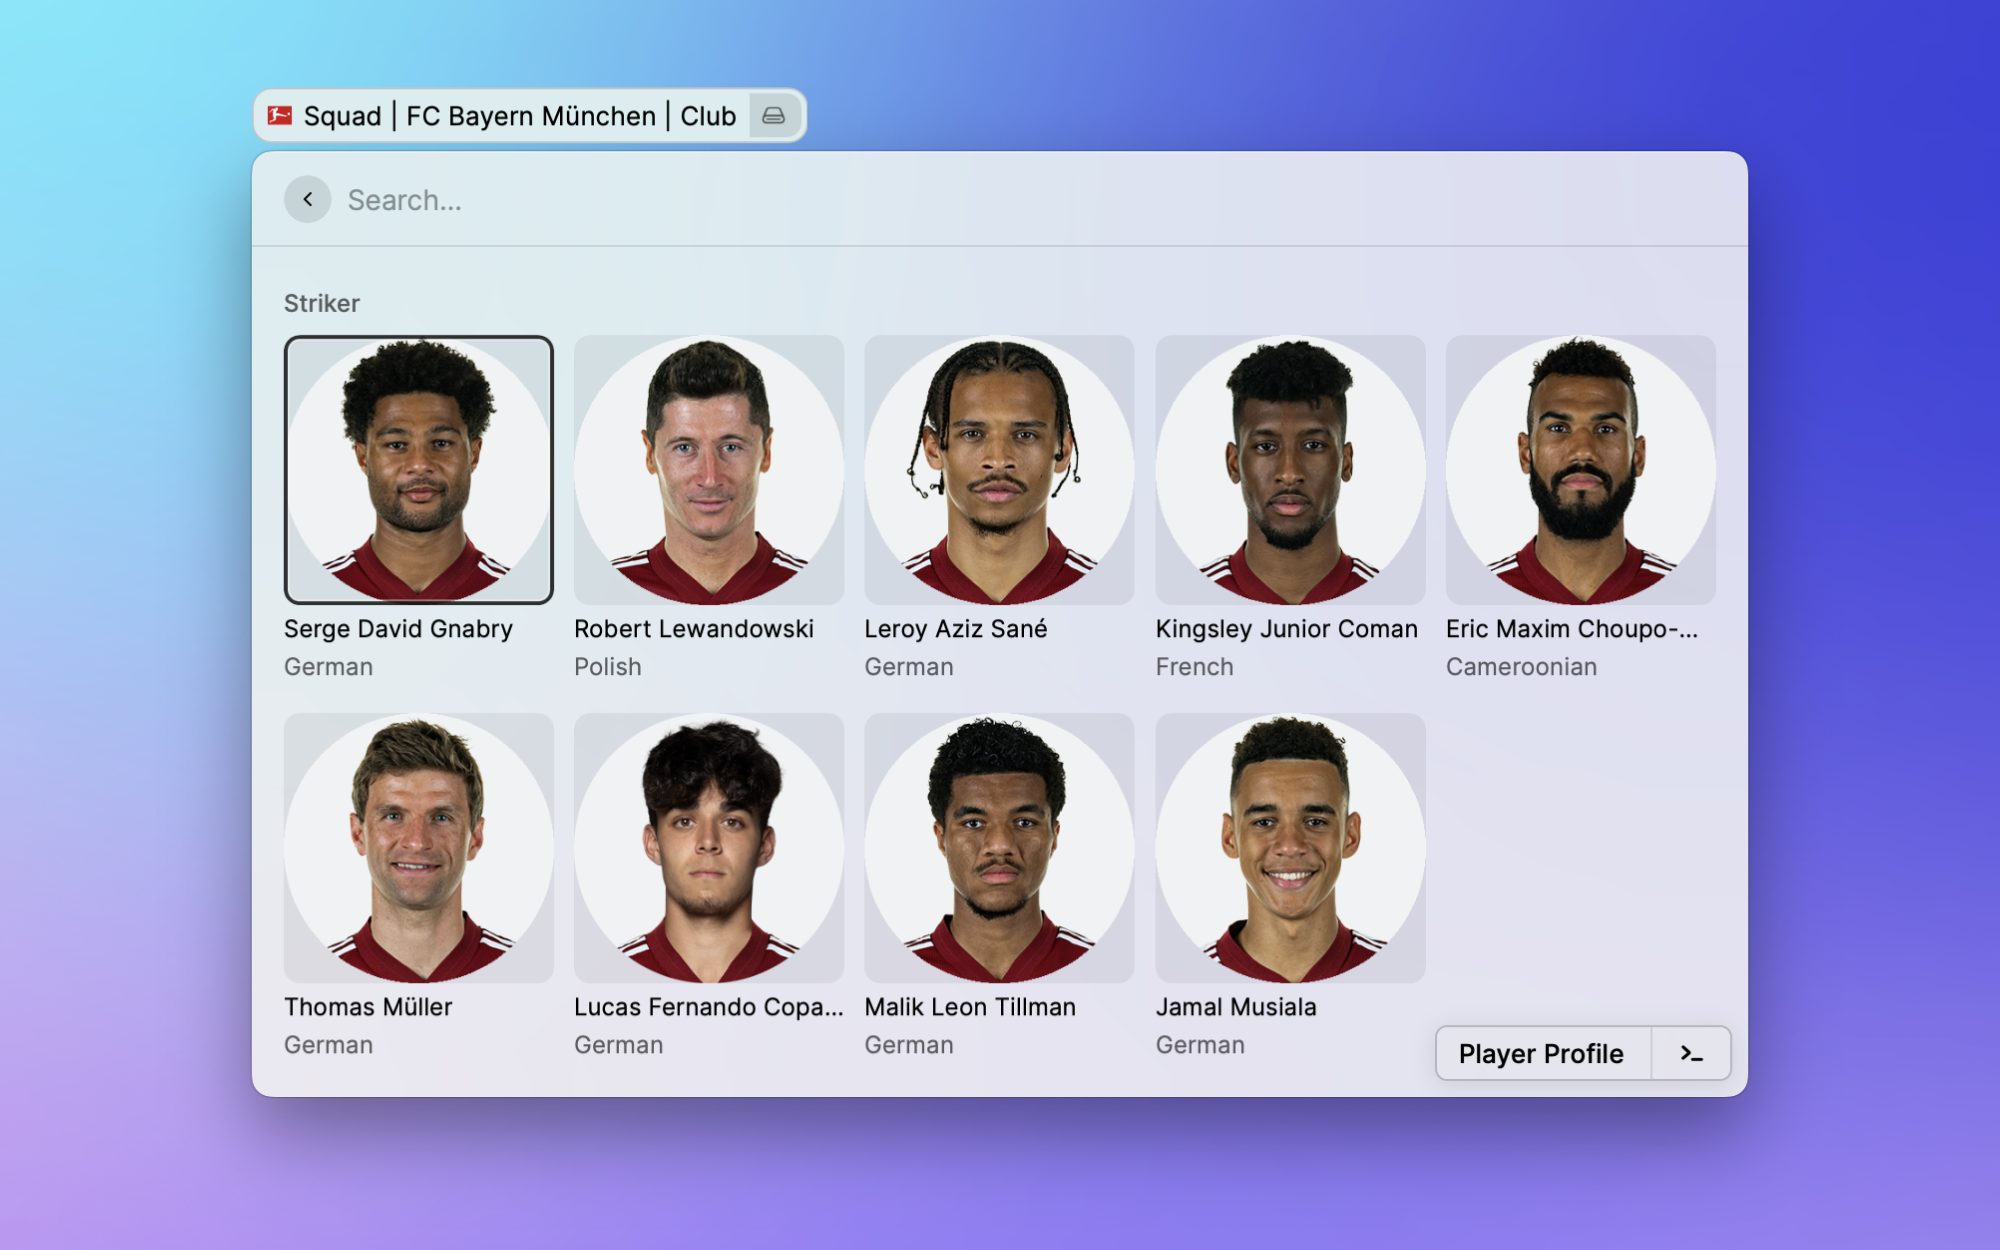 Squad | FC Bayern München | Club
Search...
Striker
Serge David Gnabry
German
Robert Lewandowski
Polish
Leroy Aziz Sané
German
Kingsley Junior Coman
French
Eric Maxim Choupo-...
Cameroonian
Thomas Müller
German
Lucas Fernando Copa...
German
Malik Leon Tillman
German
Jamal Musiala
German
Player Profile